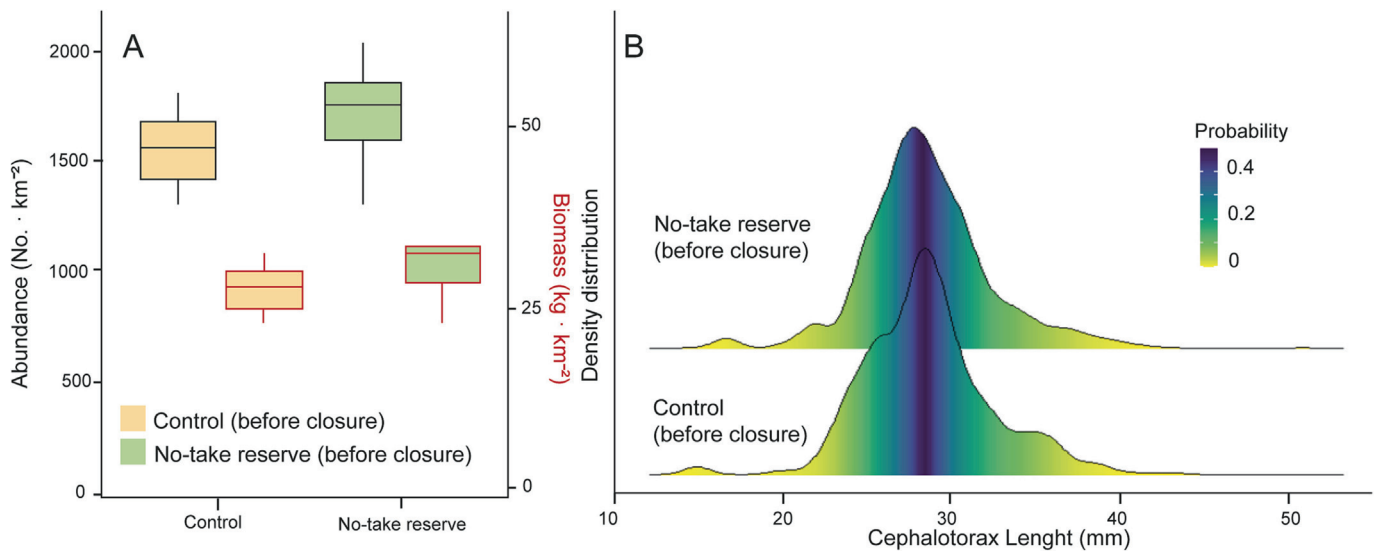 A
Abundance (No. · km⁻²)
2000
1500
1000
500
0
50
25
0
Biomass (kg · km⁻²)
Control (before closure)
No-take reserve (before closure)
Control
No-take reserve
B
Density distrribution
No-take reserve
(before closure)
Control
(before closure)
Probability
0.4
0.2
0
10
20
30
40
50
Cephalotorax Lenght (mm)